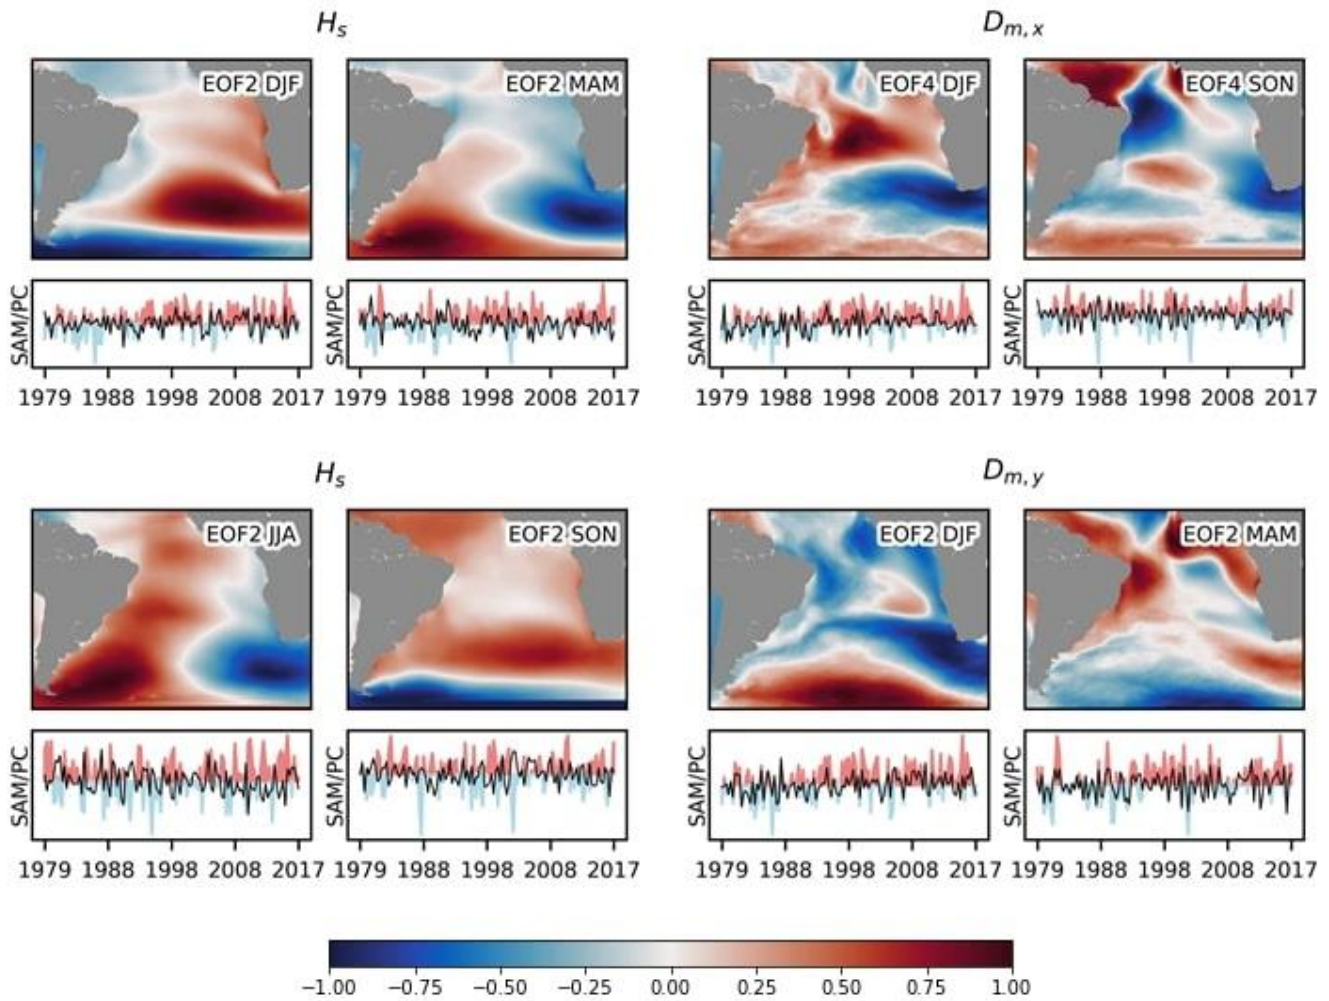 Hs
Dm, x
EOF2 DJF
EOF2 MAM
EOF4 DJF
EOF4 SON
SAM/PC
SAM/PC
SAM/PC
SAM/PC
1979 1988 1998 2008 2017
1979 1988 1998 2008 2017
1979 1988 1998 2008 2017
1979 1988 1998 2008 2017
Hs
Dm, y
EOF2 JJA
EOF2 SON
EOF2 DJF
EOF2 MAM
SAM/PC
SAM/PC
SAM/PC
SAM/PC
1979 1988 1998 2008 2017
1979 1988 1998 2008 2017
1979 1988 1998 2008 2017
1979 1988 1998 2008 2017
−1.00 −0.75 −0.50 −0.25 0.00 0.25 0.50 0.75 1.00